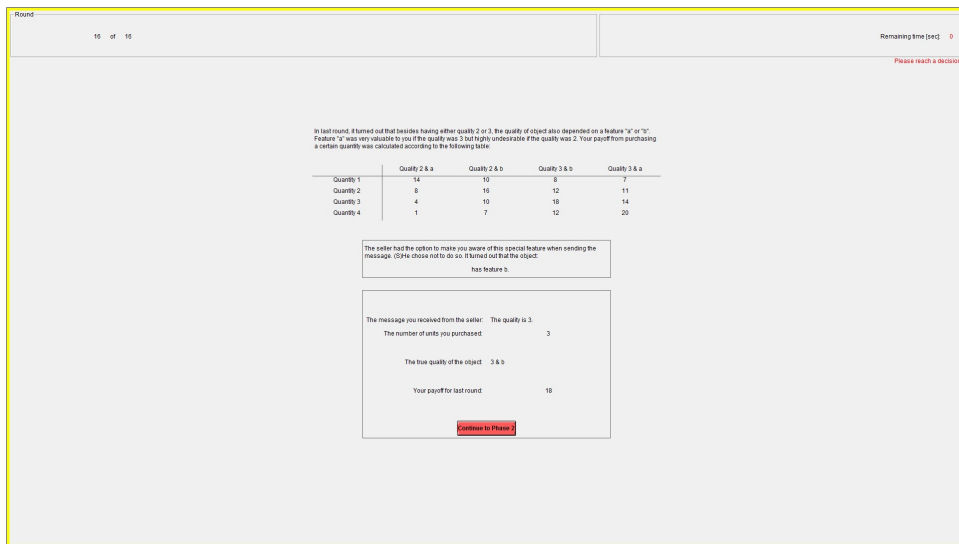 Round
16 of 16
Remaining time [sec]: 0
Please reach a decision
In last round, it turned out that besides having either quality 2 or 3, the quality of object also depended on a feature "a" or "b".
Feature "a" was very valuable to you if the quality was 3 but highly undesirable if the quality was 2. Your payoff from purchasing
a certain quantity was calculated according to the following table:
Quality 2 & a Quality 2 & b Quality 3 & b Quality 3 & a
Quantity 1 14 10 8 7
Quantity 2 8 16 12 11
Quantity 3 4 10 18 14
Quantity 4 1 7 12 20
The seller had the option to make you aware of this special feature when sending the
message. (S)He chose not to do so. It turned out that the object:
has feature b.
The message you received from the seller: The quality is 3.
The number of units you purchased: 3
The true quality of the object: 3 & b
Your payoff for last round: 18
Continue to Phase 2